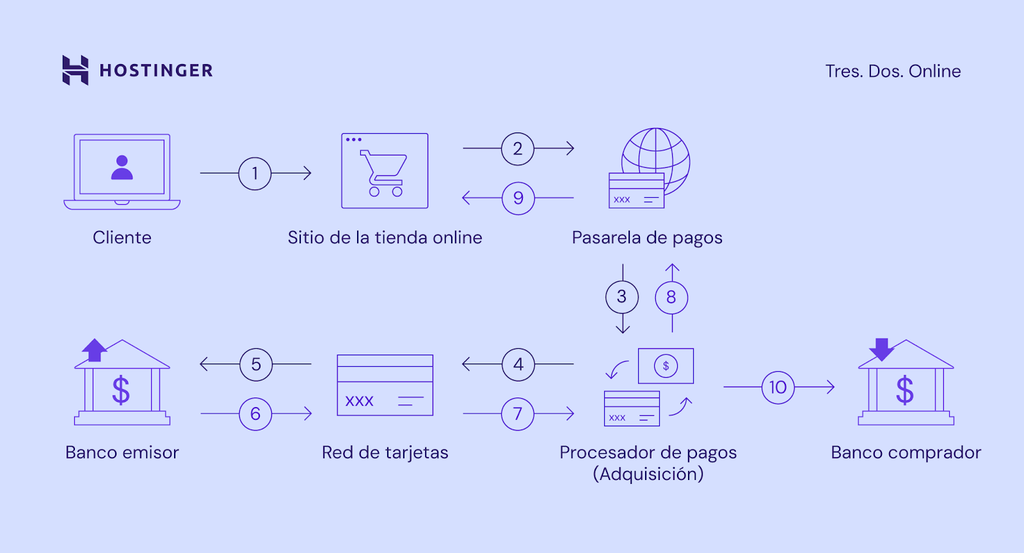 HOSTINGER
Tres. Dos. Online
1
2
9
xxx
Cliente
Sitio de la tienda online
Pasarela de pagos
3
8
$
5
6
xxx
4
7
$
xxx
10
$
Banco emisor
Red de tarjetas
Procesador de pagos
(Adquisición)
Banco comprador